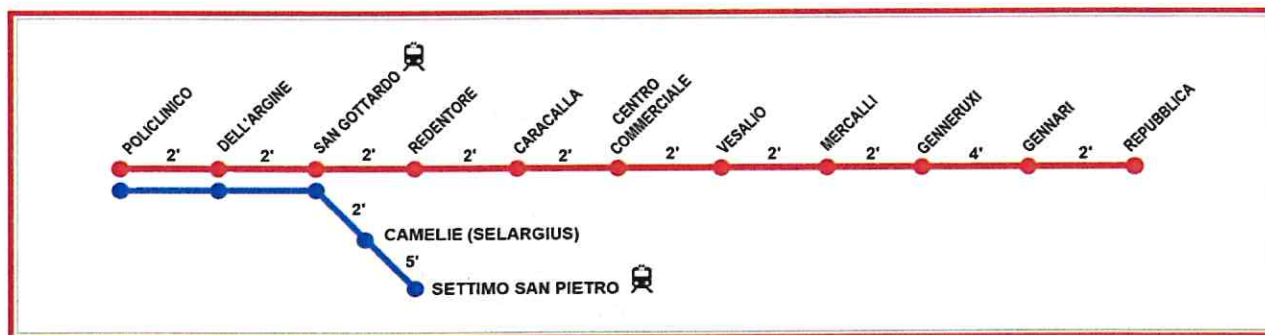 POLICLINICO
DELL'ARGINE
SAN GOTTARDO
REDENTORE
CARACALLA
CENTRO
COMMERCIALE
VESALIO
MERCALLI
GENNERUXI
GENNARI
REPUBBLICA
2' 2' 2' 2' 2' 2' 2' 2' 4' 2'
2'
CAMELIE (SELARGIUS)
5'
SETTIMO SAN PIETRO